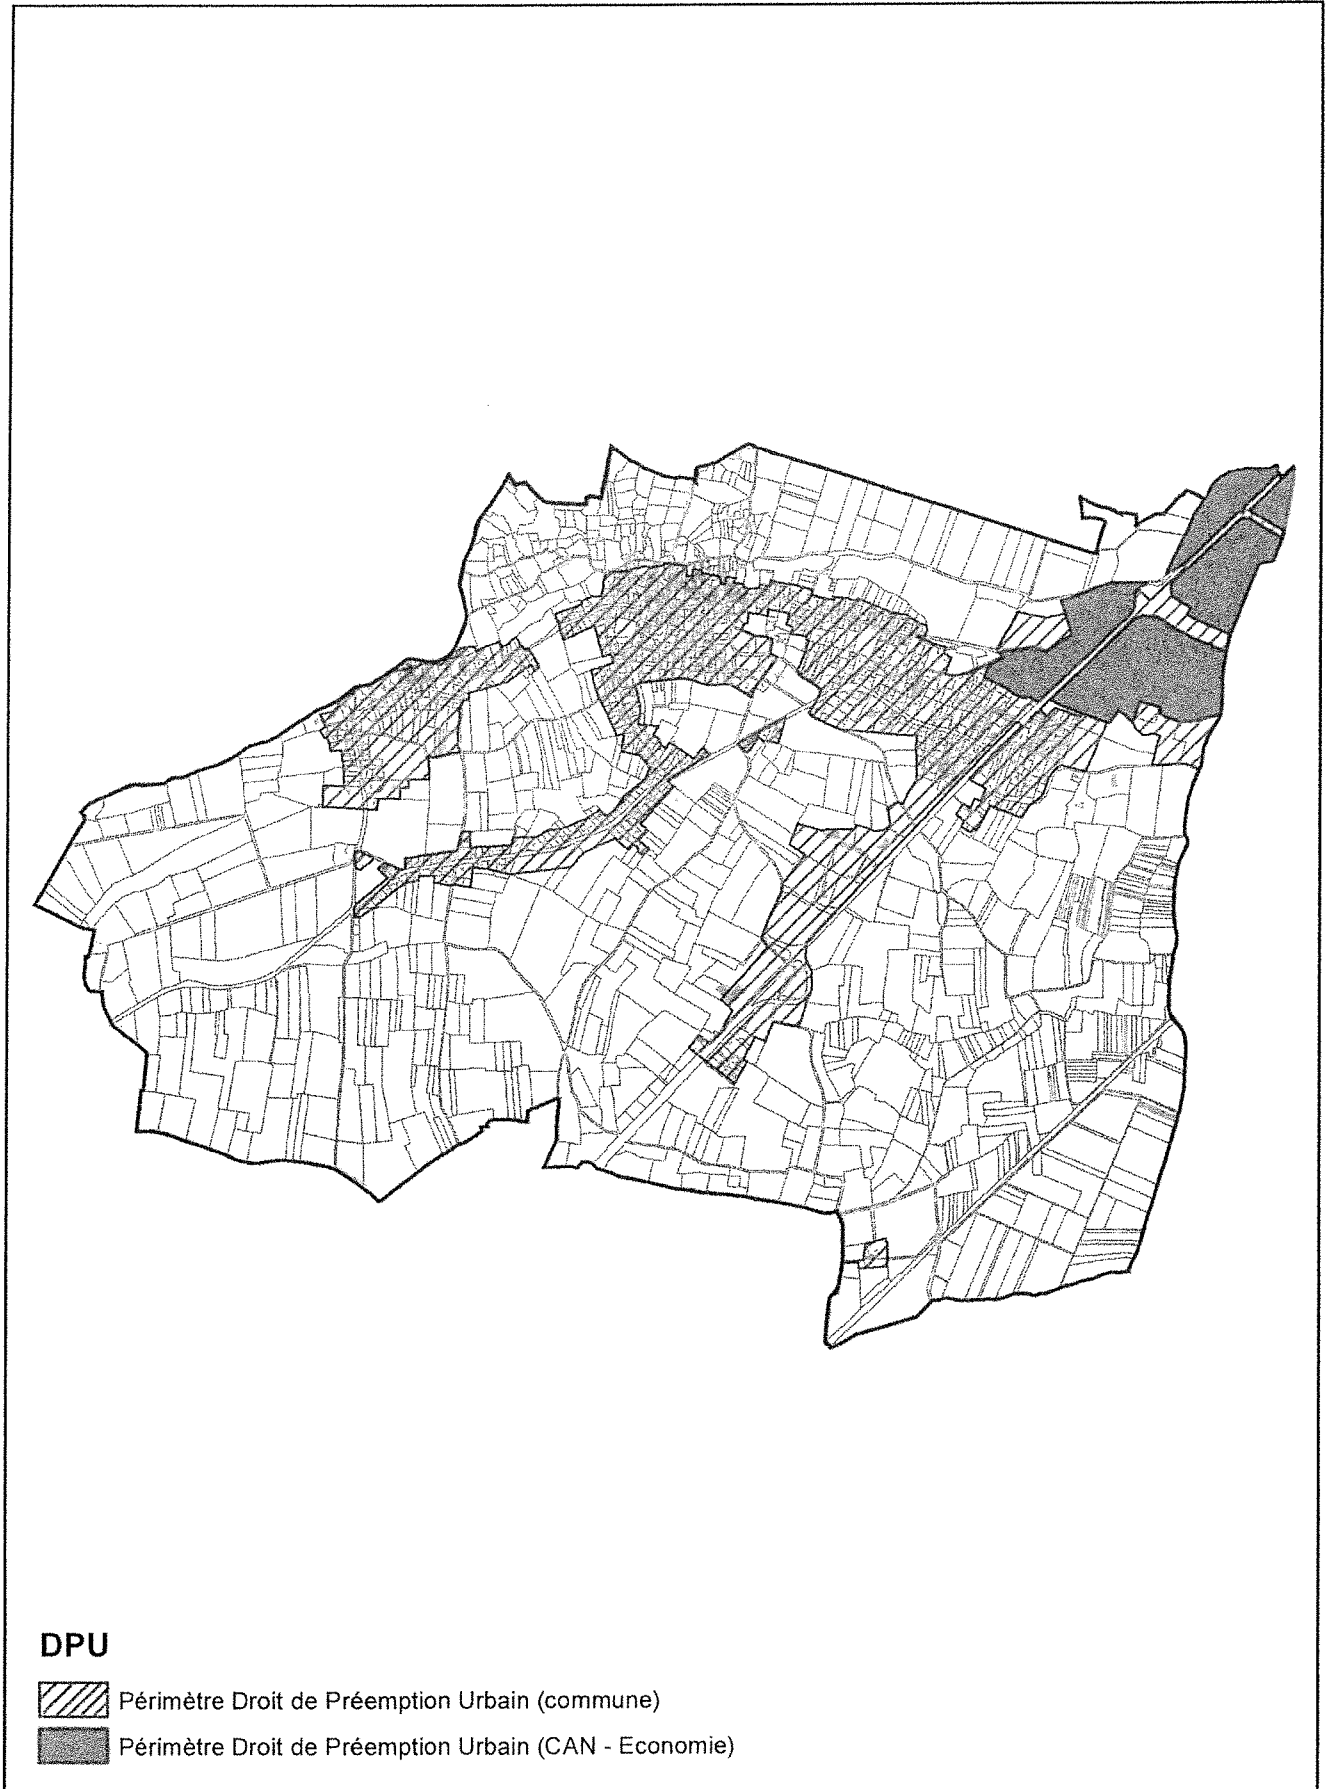 DPU
Périmètre Droit de Préemption Urbain (commune)
Périmètre Droit de Préemption Urbain (CAN - Economie)